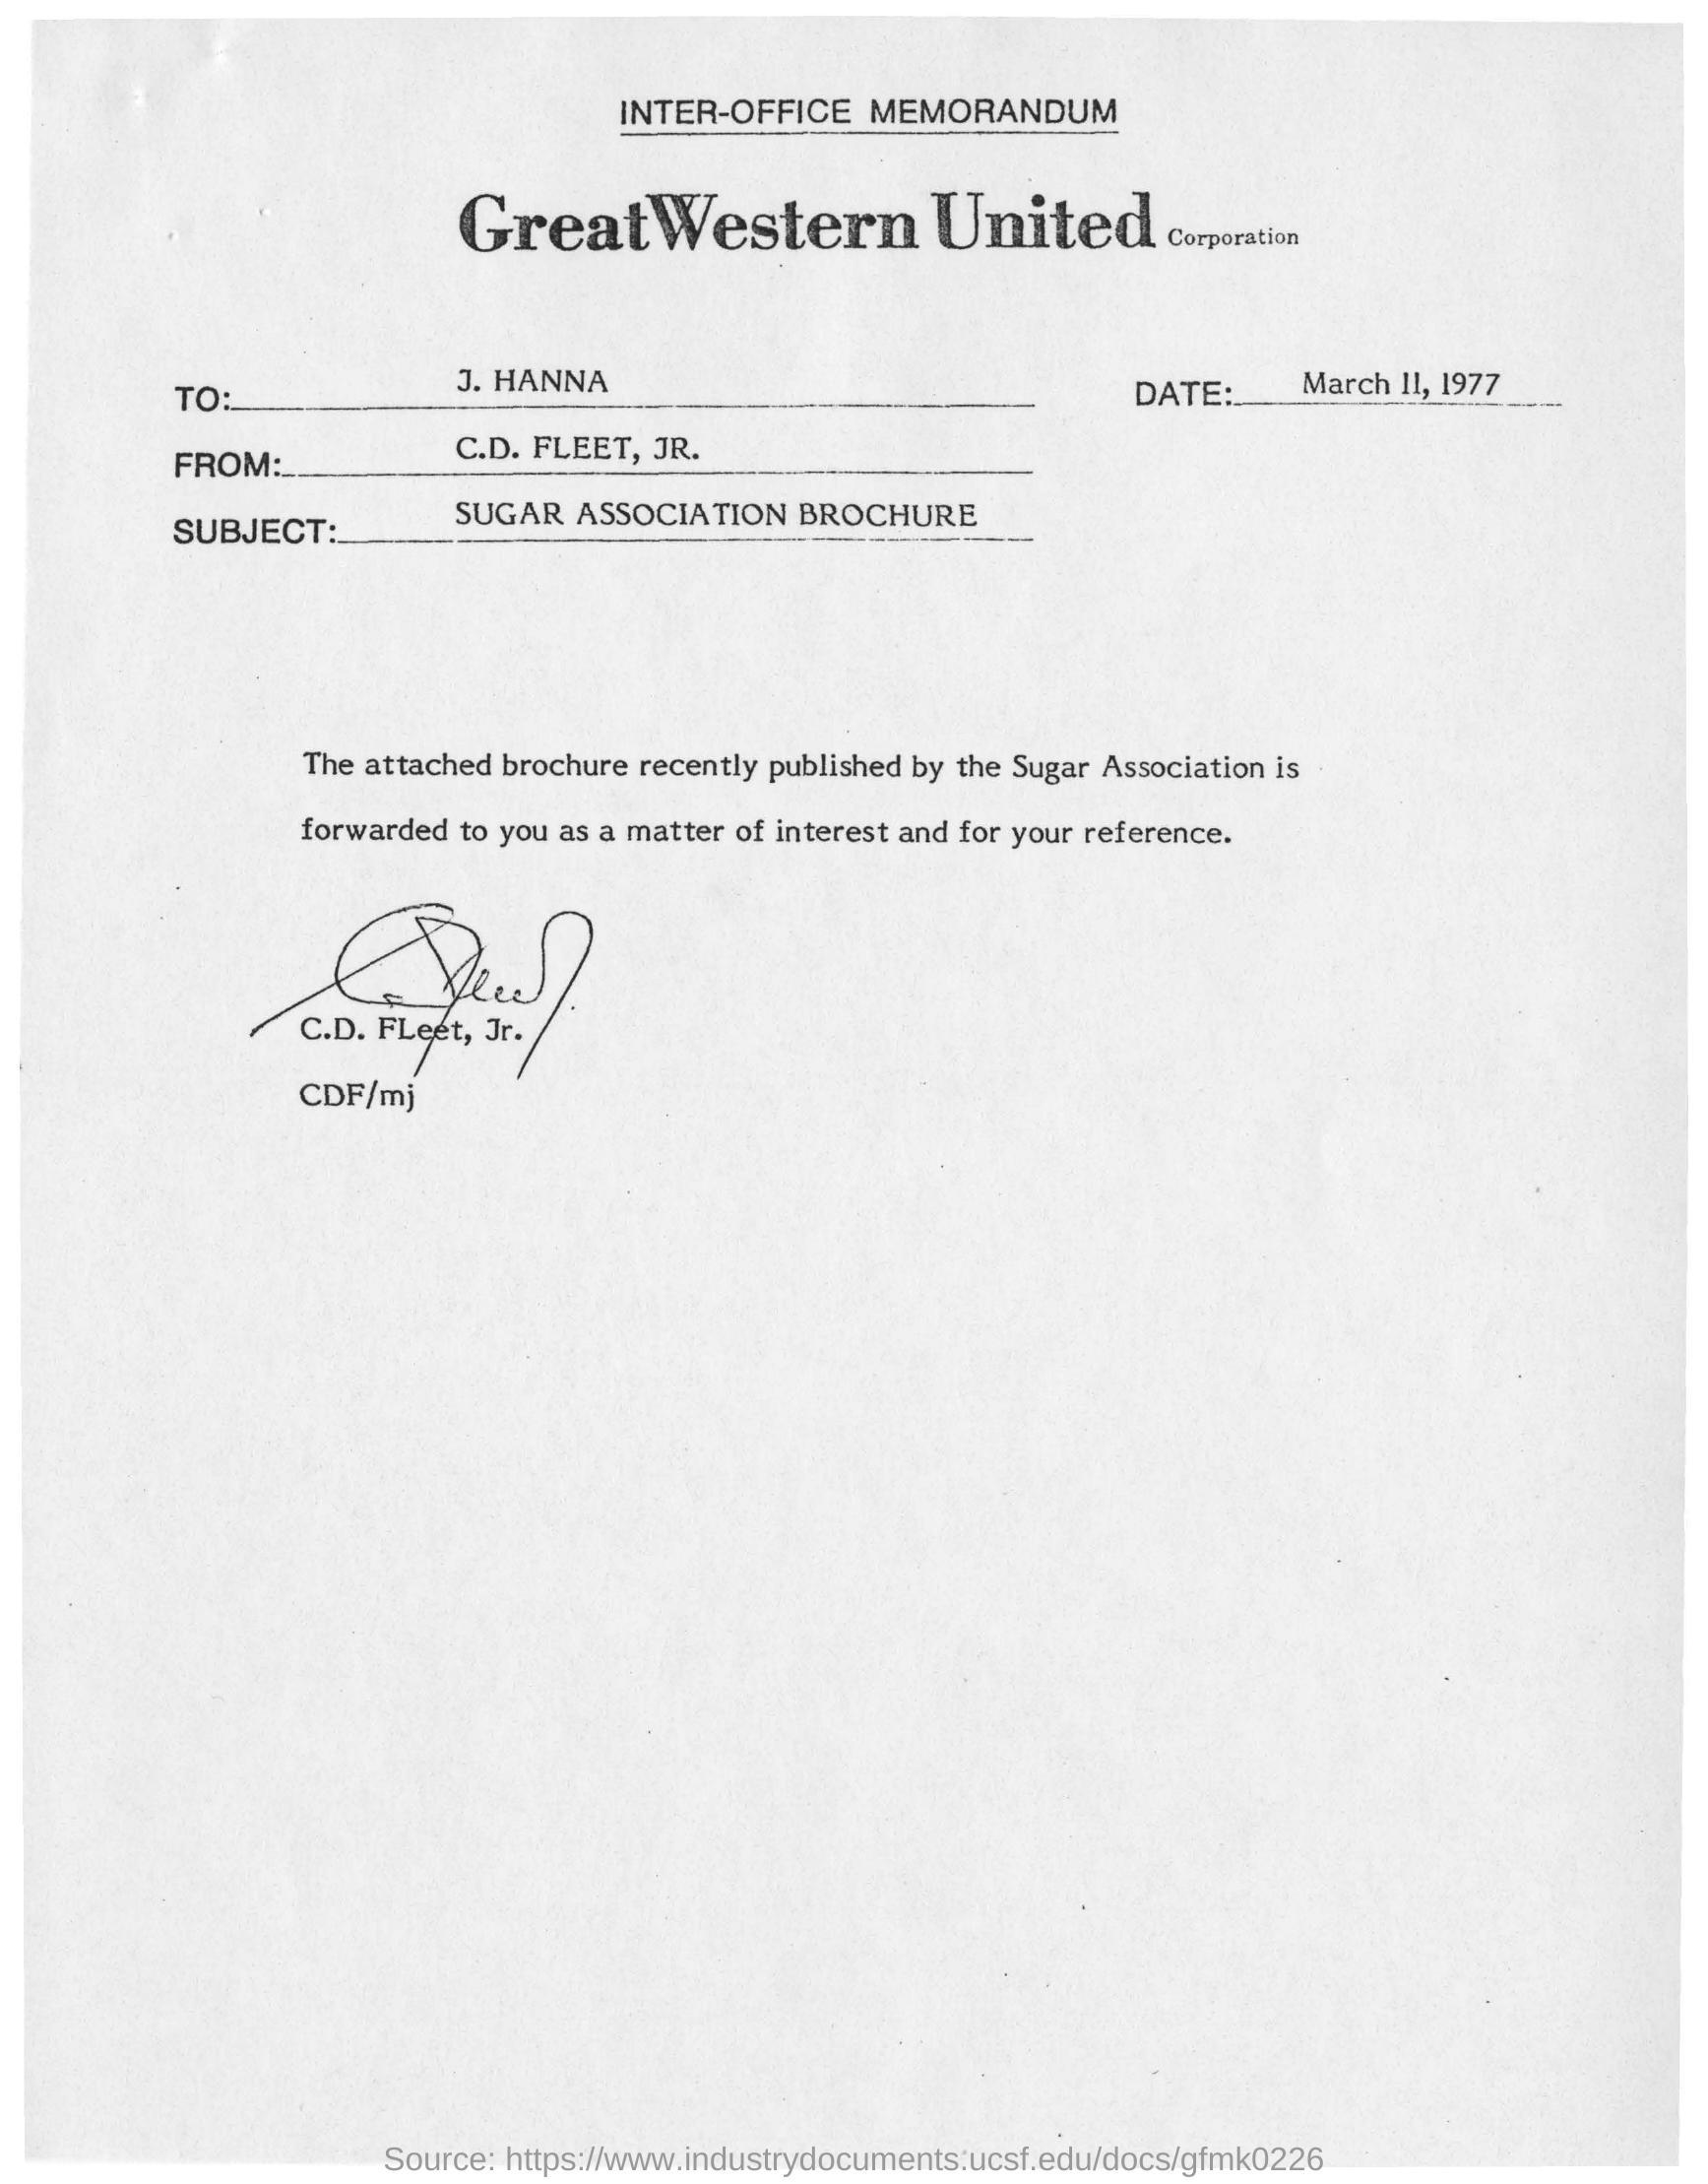 INTER-OFFICE MEMORANDUM
GreatWestern United Corporation
TO: J. HANNA DATE: March 11, 1977
FROM: C.D. FLEET, JR.
SUBJECT: SUGAR ASSOCIATION BROCHURE
The attached brochure recently published by the Sugar Association is
forwarded to you as a matter of interest and for your reference.
C.D. FLeet, Jr.
CDF/mj
Source: https://www.industrydocuments.ucsf.edu/docs/gfmk0226